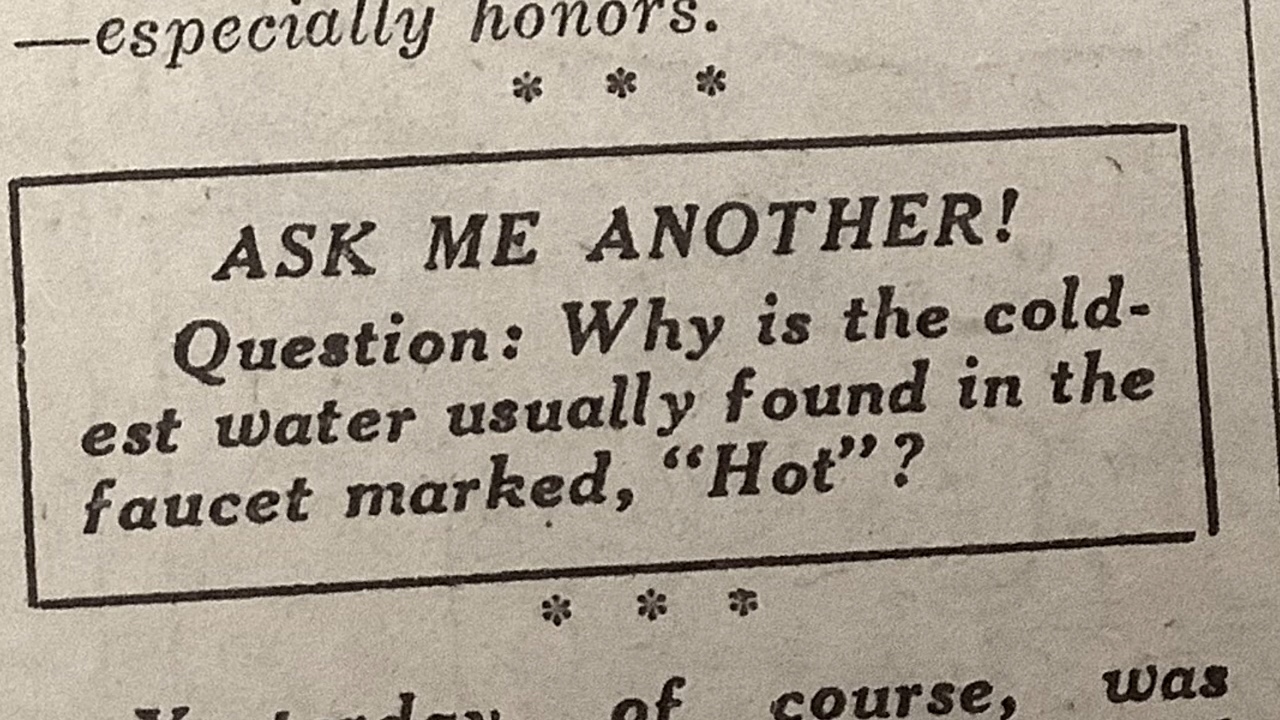 —especially honors.
* * *
ASK ME ANOTHER!
Question: Why is the cold-
est water usually found in the
faucet marked, “Hot”?
* * *
Yesterday, of course, was